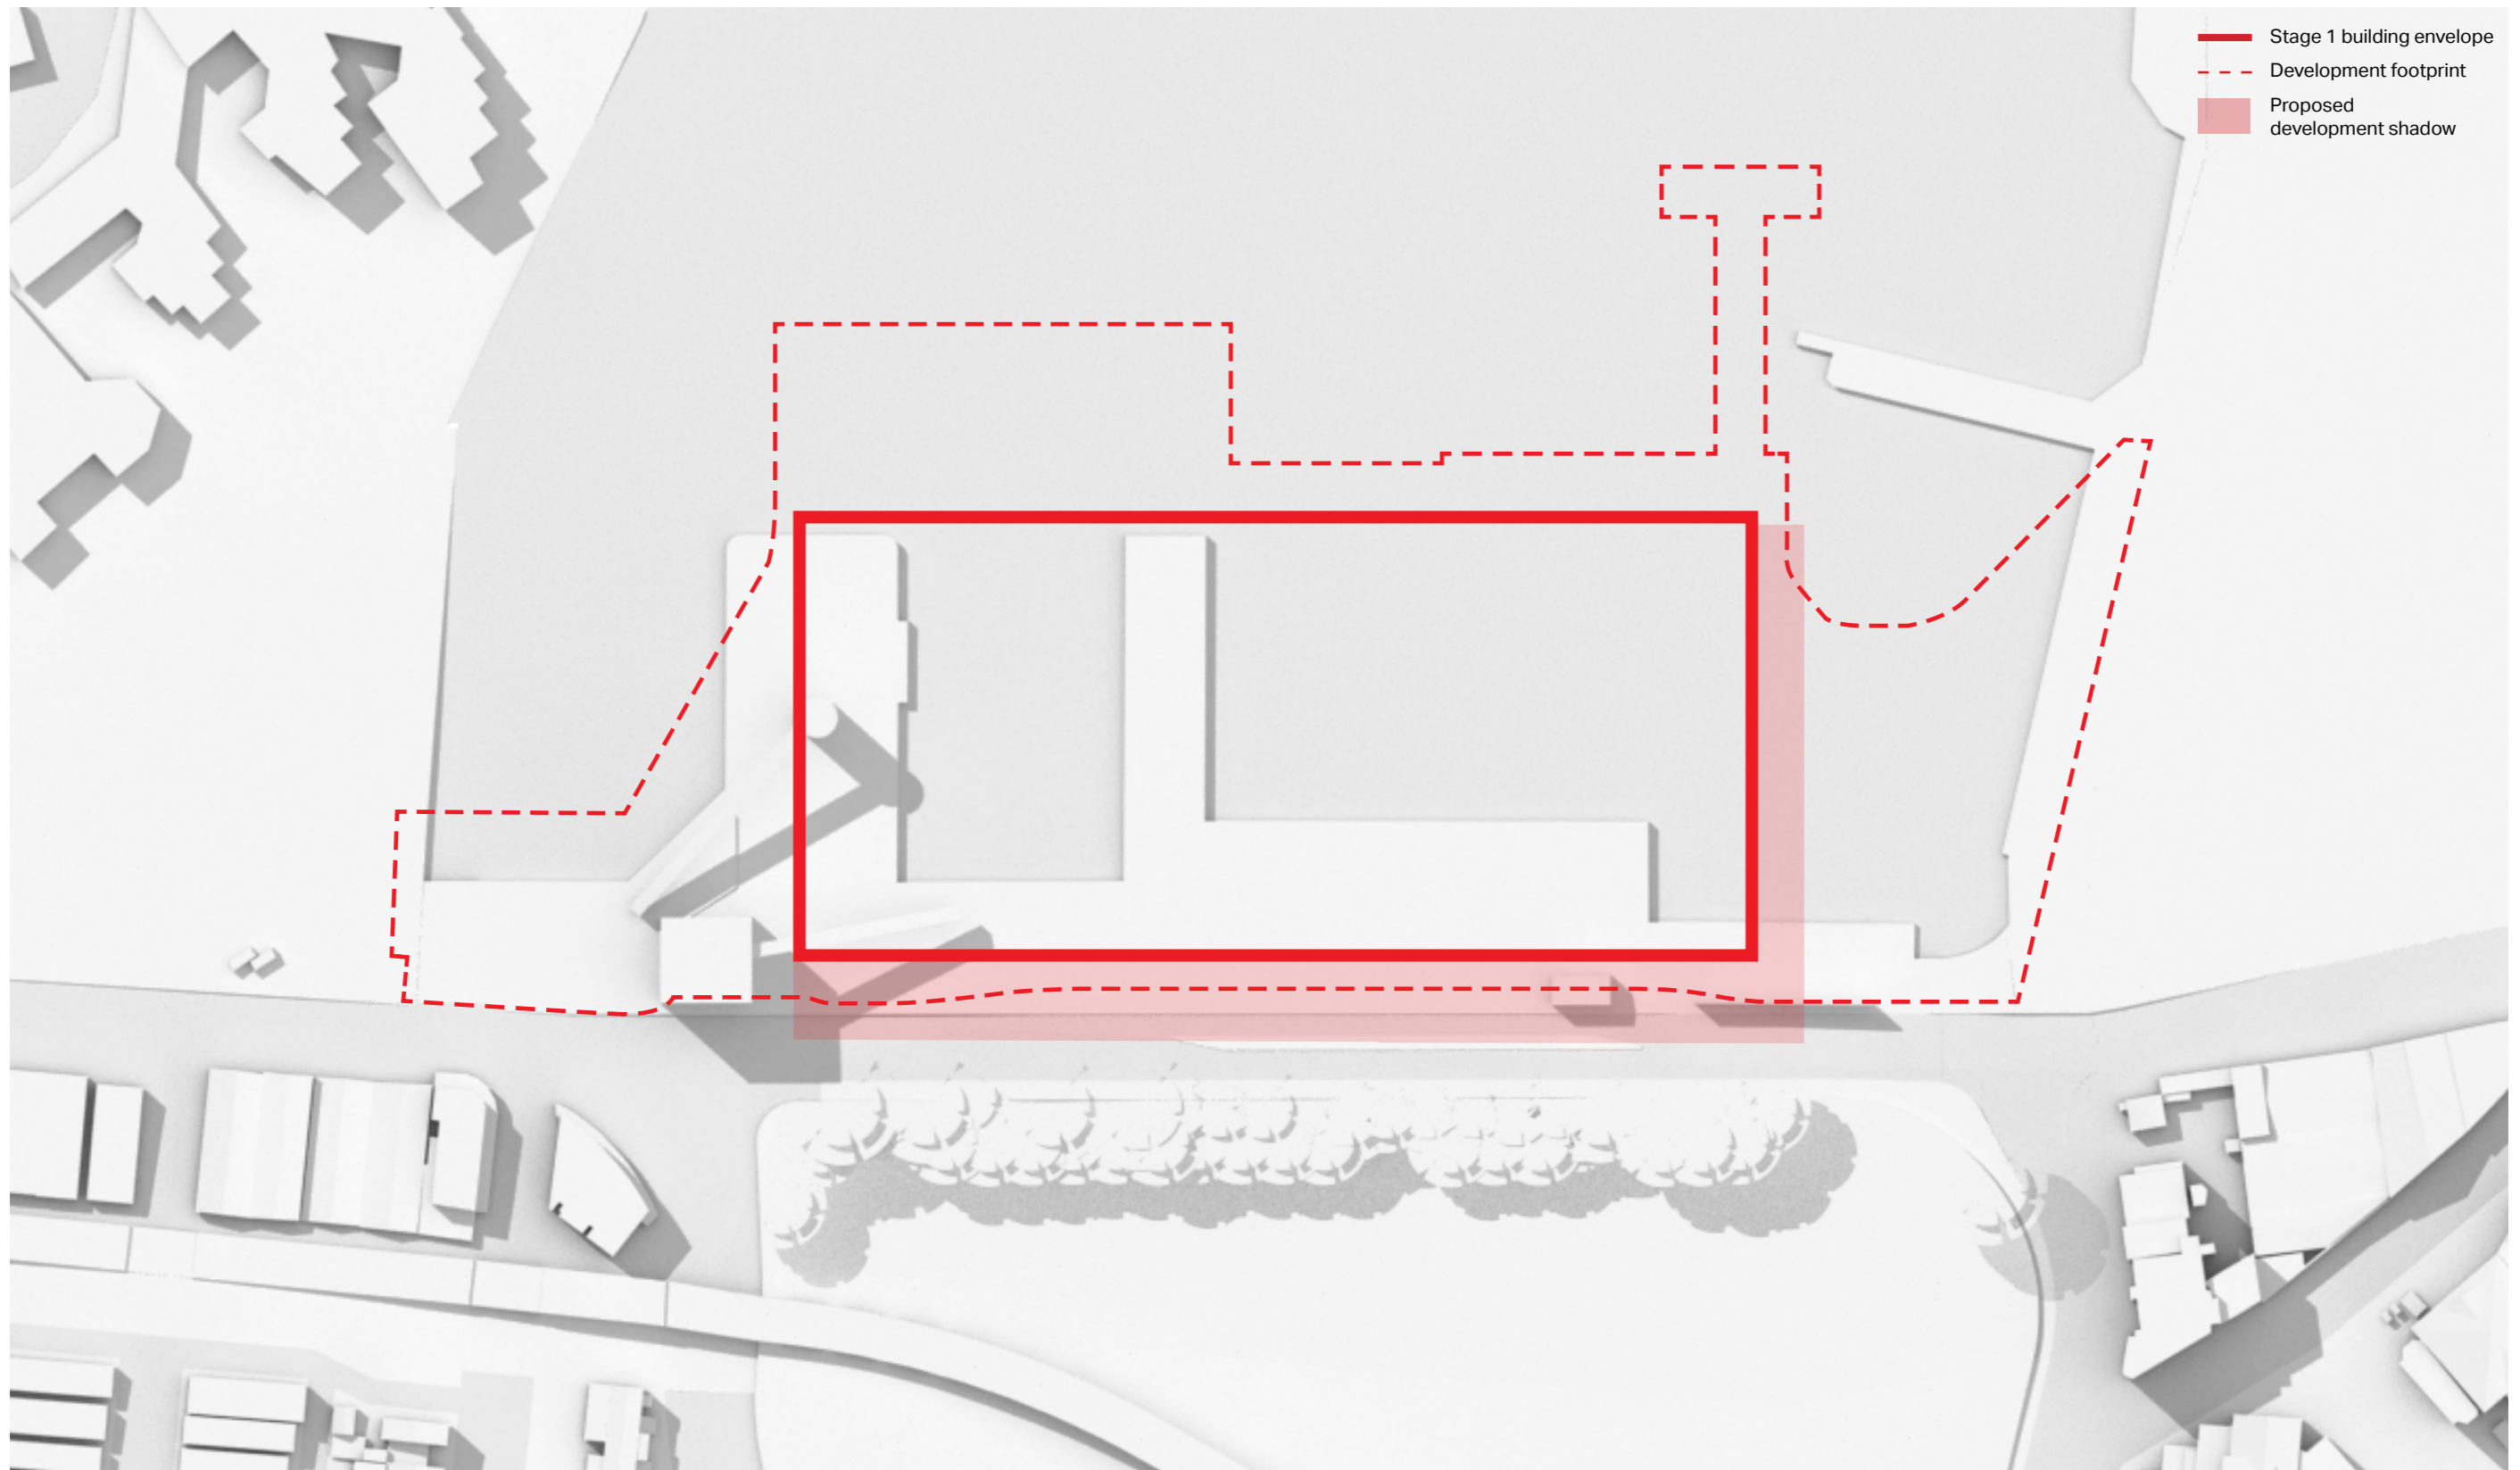 Stage 1 building envelope
Development footprint
Proposed
development shadow